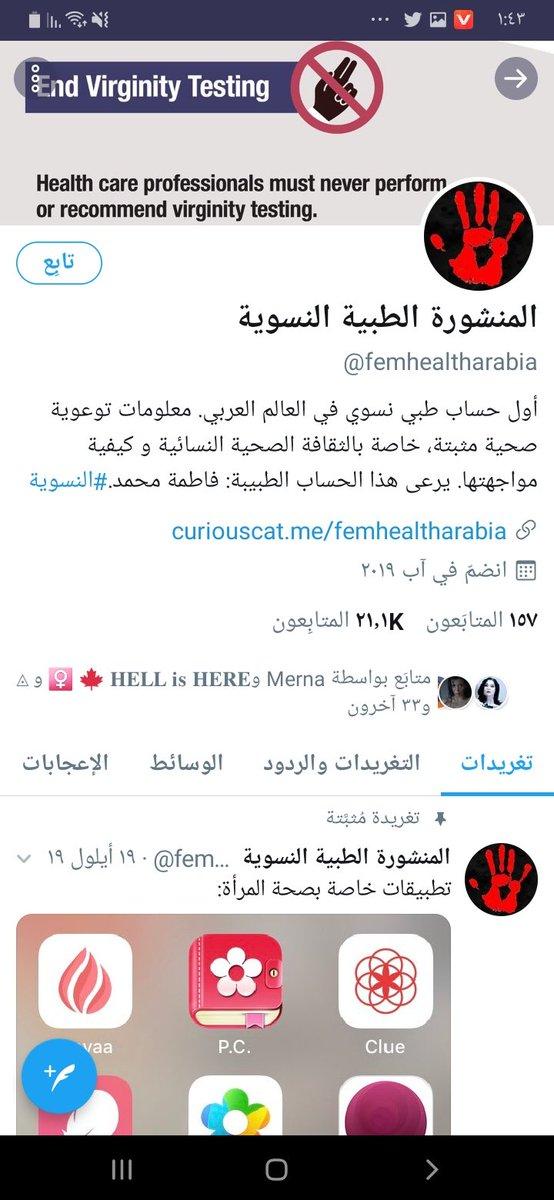 ١:٤٣
End Virginity Testing
Health care professionals must never perform
or recommend virginity testing.
تابِع
المنشورة الطبية النسوية
@femhealtharabia
أول حساب طبي نسوي في العالم العربي. معلومات توعوية
صحية مثبتة، خاصة بالثقافة الصحية النسائية و كيفية
مواجهتها. يرعى هذا الحساب الطبيبة: فاطمة محمد.#النسوية
curiouscat.me/femhealtharabia
انضمَ في آب ٢٠١٩
١٥٧ المتابَعون ٢١,١K المتابِعون
متابَع بواسطة Merna و𝐇𝐄𝐋𝐋 𝐢𝐬 𝐇𝐄𝐑𝐄 🍁 ♀️ و ⚠
و٣٣ آخرون
تغريدات التغريدات والردود الوسائط الإعجابات
تغريدة مُثبَّتة
المنشورة الطبية النسوية @fem... · ١٩ أيلول ١٩
تطبيقات خاصة بصحة المرأة:
Clue
P.C.
vaa